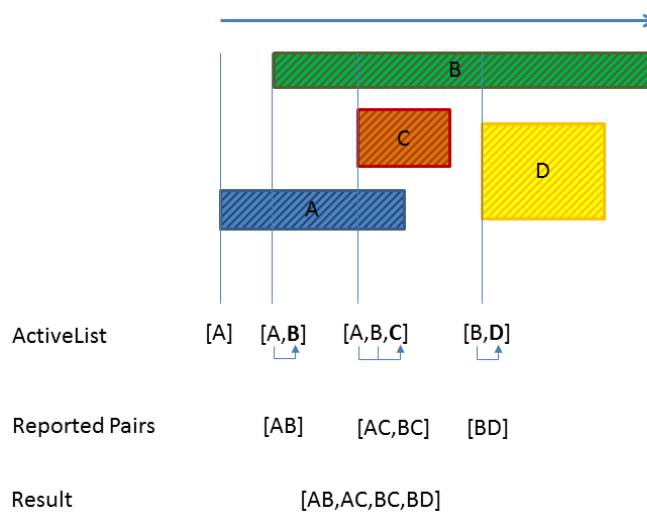 B
C
D
A
ActiveList [A] [A,B] [A,B,C] [B,D]
Reported Pairs [AB] [AC,BC] [BD]
Result [AB,AC,BC,BD]